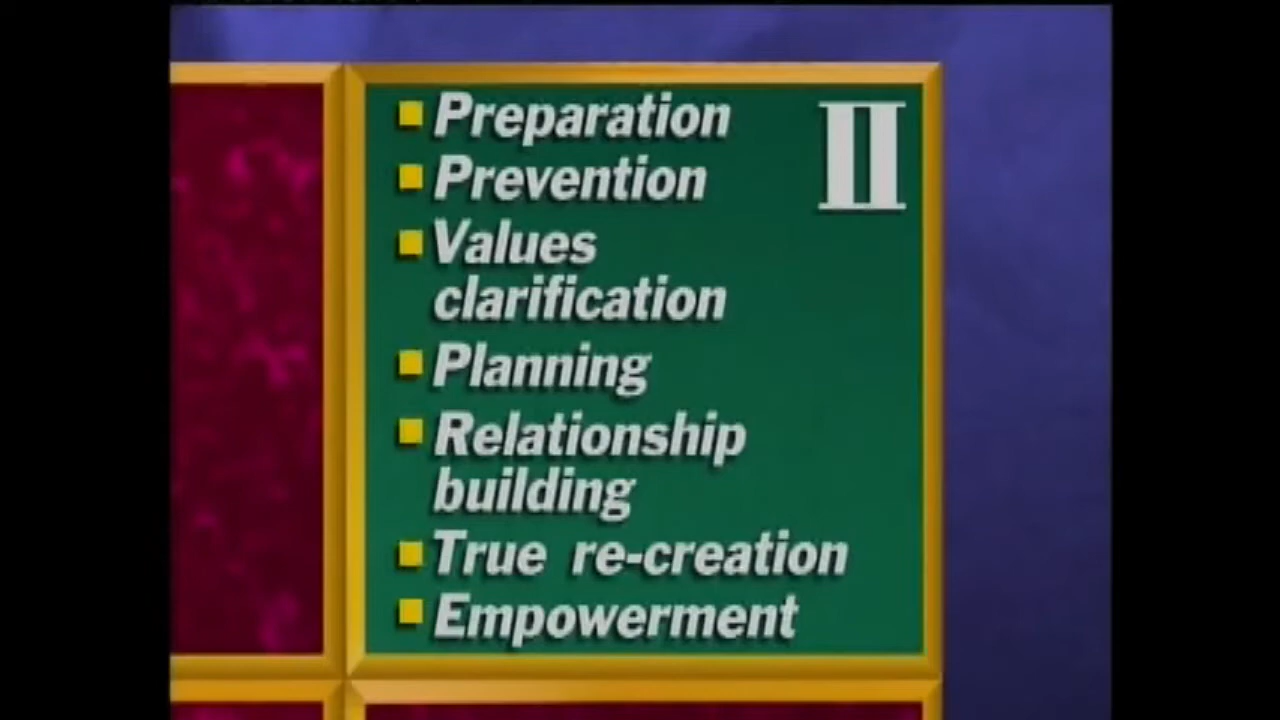 Preparation
II
Prevention
Values
clarification
Planning
Relationship
building
True re-creation
Empowerment